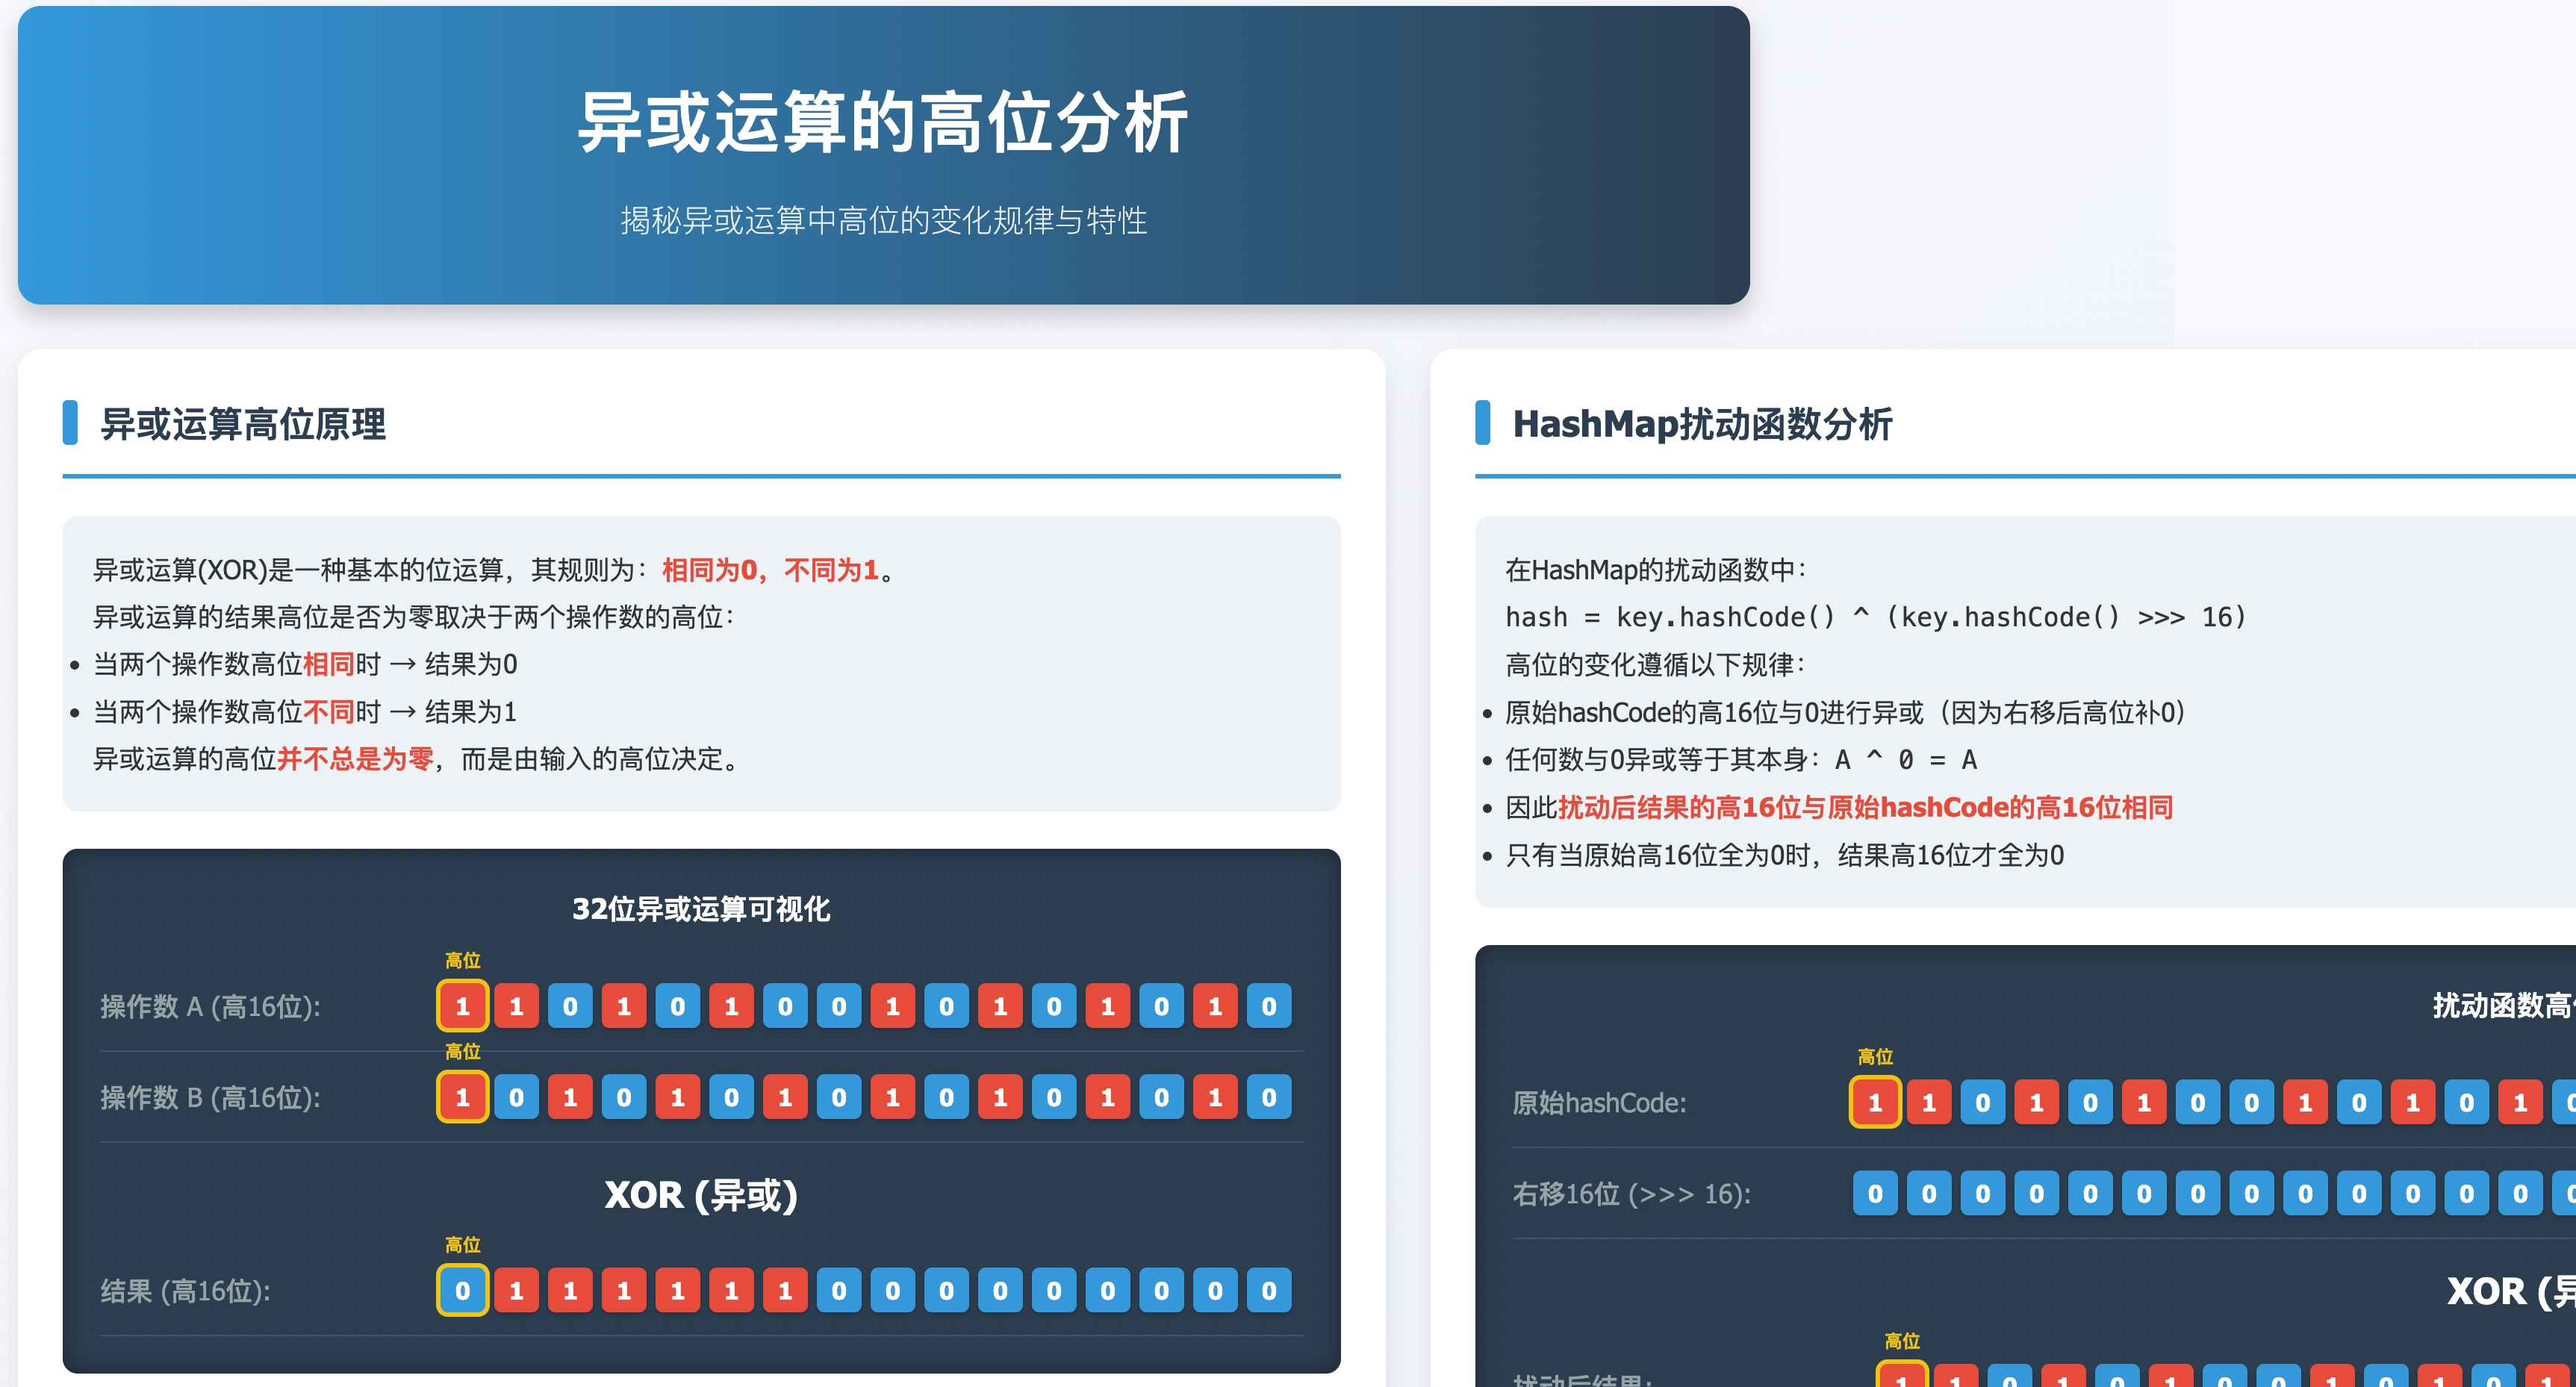 异或运算的高位分析
揭秘异或运算中高位的变化规律与特性
异或运算高位原理
异或运算(XOR)是一种基本的位运算，其规则为：相同为0，不同为1。
异或运算的结果高位是否为零取决于两个操作数的高位：
• 当两个操作数高位相同时 → 结果为0
• 当两个操作数高位不同时 → 结果为1
异或运算的高位并不总是为零，而是由输入的高位决定。
32位异或运算可视化
高位
操作数 A (高16位): 1 1 0 1 0 1 0 0 1 0 1 0 1 0 1 0
高位
操作数 B (高16位): 1 0 1 0 1 0 1 0 1 0 1 0 1 0 1 0
XOR (异或)
高位
结果 (高16位): 0 1 1 1 1 1 1 0 0 0 0 0 0 0 0 0
HashMap扰动函数分析
在HashMap的扰动函数中：
hash = key.hashCode() ^ (key.hashCode() >>> 16)
高位的变化遵循以下规律：
• 原始hashCode的高16位与0进行异或（因为右移后高位补0）
• 任何数与0异或等于其本身：A ^ 0 = A
• 因此扰动后结果的高16位与原始hashCode的高16位相同
• 只有当原始高16位全为0时，结果高16位才全为0
扰动函数高
高位
原始hashCode: 1 1 0 1 0 1 0 0 1 0 1 0 1 0
右移16位 (>>> 16): 0 0 0 0 0 0 0 0 0 0 0 0 0 0
XOR (异
高位
扰动后结果: 1 1 0 1 0 1 0 0 1 0 1 0 1